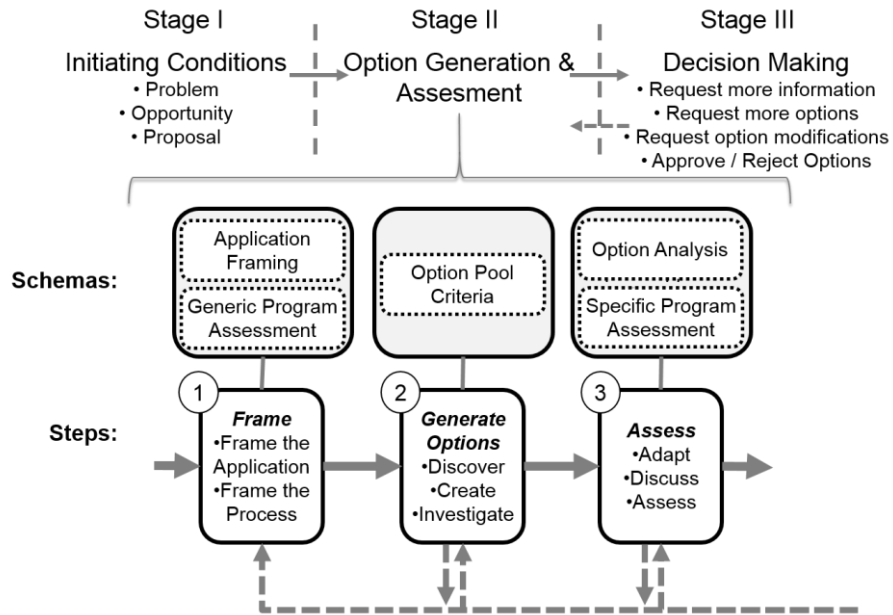 Stage I
Stage II
Stage III
Initiating Conditions
• Problem
• Opportunity
• Proposal
Option Generation &
Assesment
Decision Making
• Request more information
• Request more options
• Request option modifications
• Approve / Reject Options
Schemas:
Application
Framing
Generic Program
Assessment
Option Pool
Criteria
Option Analysis
Specific Program
Assessment
Steps:
1
Frame
•Frame the
Application
•Frame the
Process
2
Generate
Options
•Discover
•Create
•Investigate
3
Assess
•Adapt
•Discuss
•Assess